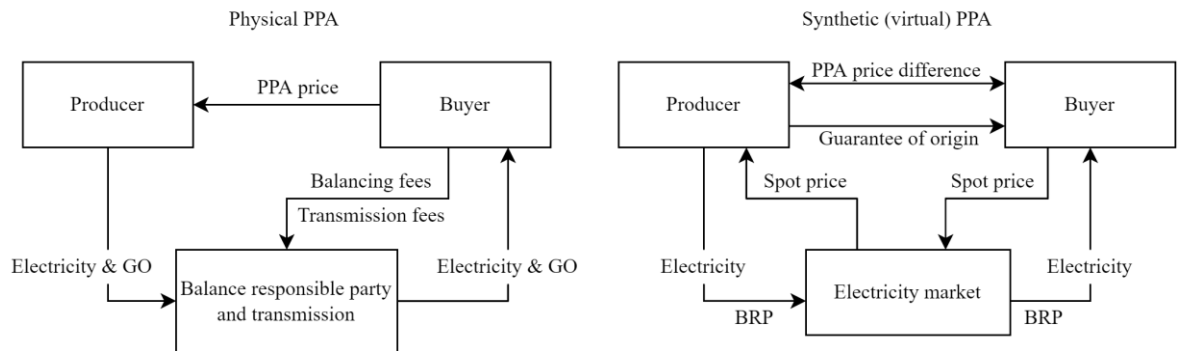 Physical PPA
Producer
PPA price
Buyer
Balancing fees
Transmission fees
Electricity & GO
Electricity & GO
Balance responsible party
and transmission
Synthetic (virtual) PPA
Producer
PPA price difference
Buyer
Guarantee of origin
Spot price
Spot price
Electricity
Electricity
Electricity market
BRP
BRP